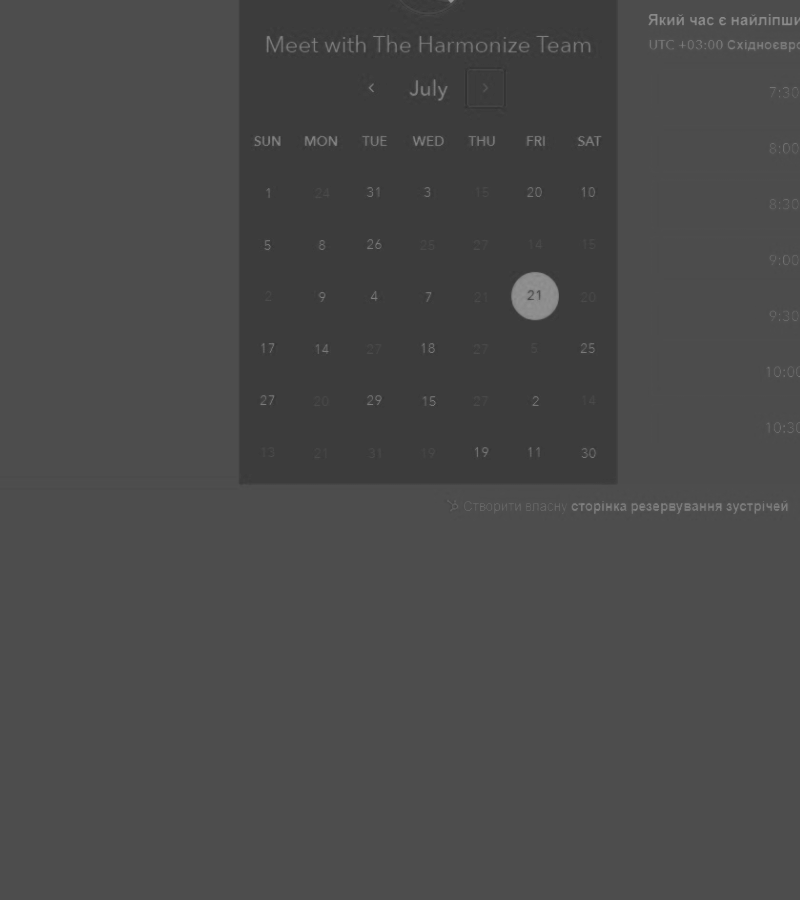 Meet with The Harmonize Team
July
SUN MON TUE WED THU FRI SAT
1 24 31 3 15 20 10
5 8 26 25 27 14 15
2 9 4 7 21 21 20
17 14 27 18 27 5 25
27 20 29 15 27 2 14
13 21 31 19 19 11 30
Який час є
UTC +03:00
7:30
8:00
8:30
9:00
9:30
10:00
10:30
Створити власну сторінка резервування зустрічей